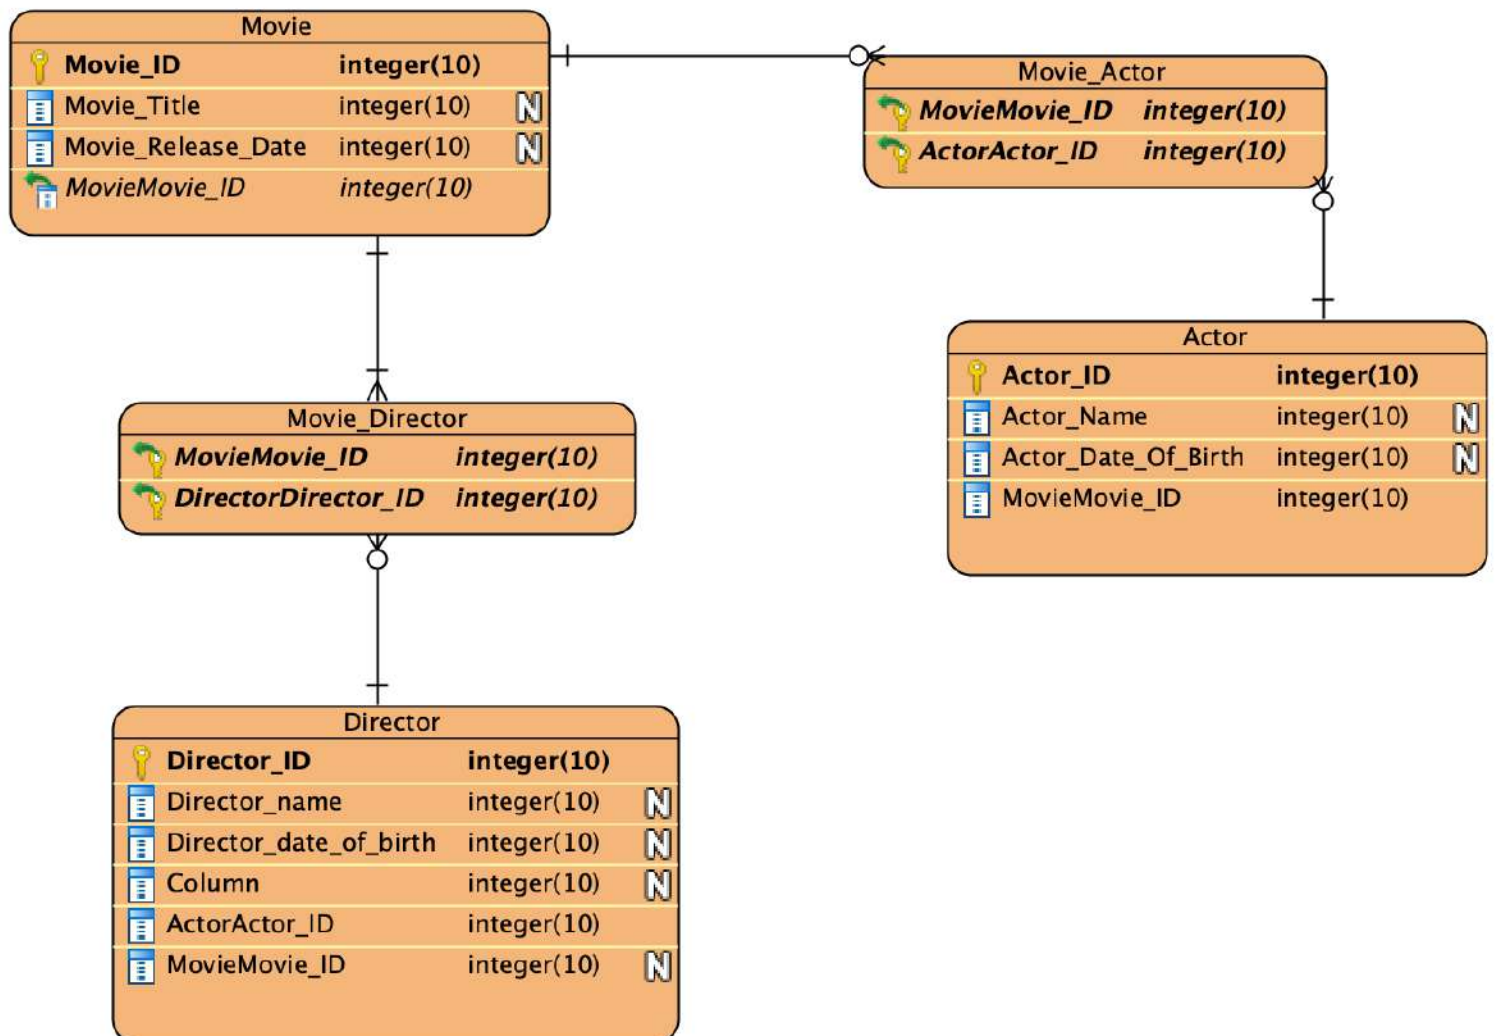 Movie
Movie_ID integer(10)
Movie_Title integer(10) N
Movie_Release_Date integer(10) N
MovieMovie_ID integer(10)
Movie_Actor
MovieMovie_ID integer(10)
ActorActor_ID integer(10)
Actor
Actor_ID integer(10)
Actor_Name integer(10) N
Actor_Date_Of_Birth integer(10) N
MovieMovie_ID integer(10)
Movie_Director
MovieMovie_ID integer(10)
DirectorDirector_ID integer(10)
Director
Director_ID integer(10)
Director_name integer(10) N
Director_date_of_birth integer(10) N
Column integer(10) N
ActorActor_ID integer(10)
MovieMovie_ID integer(10) N